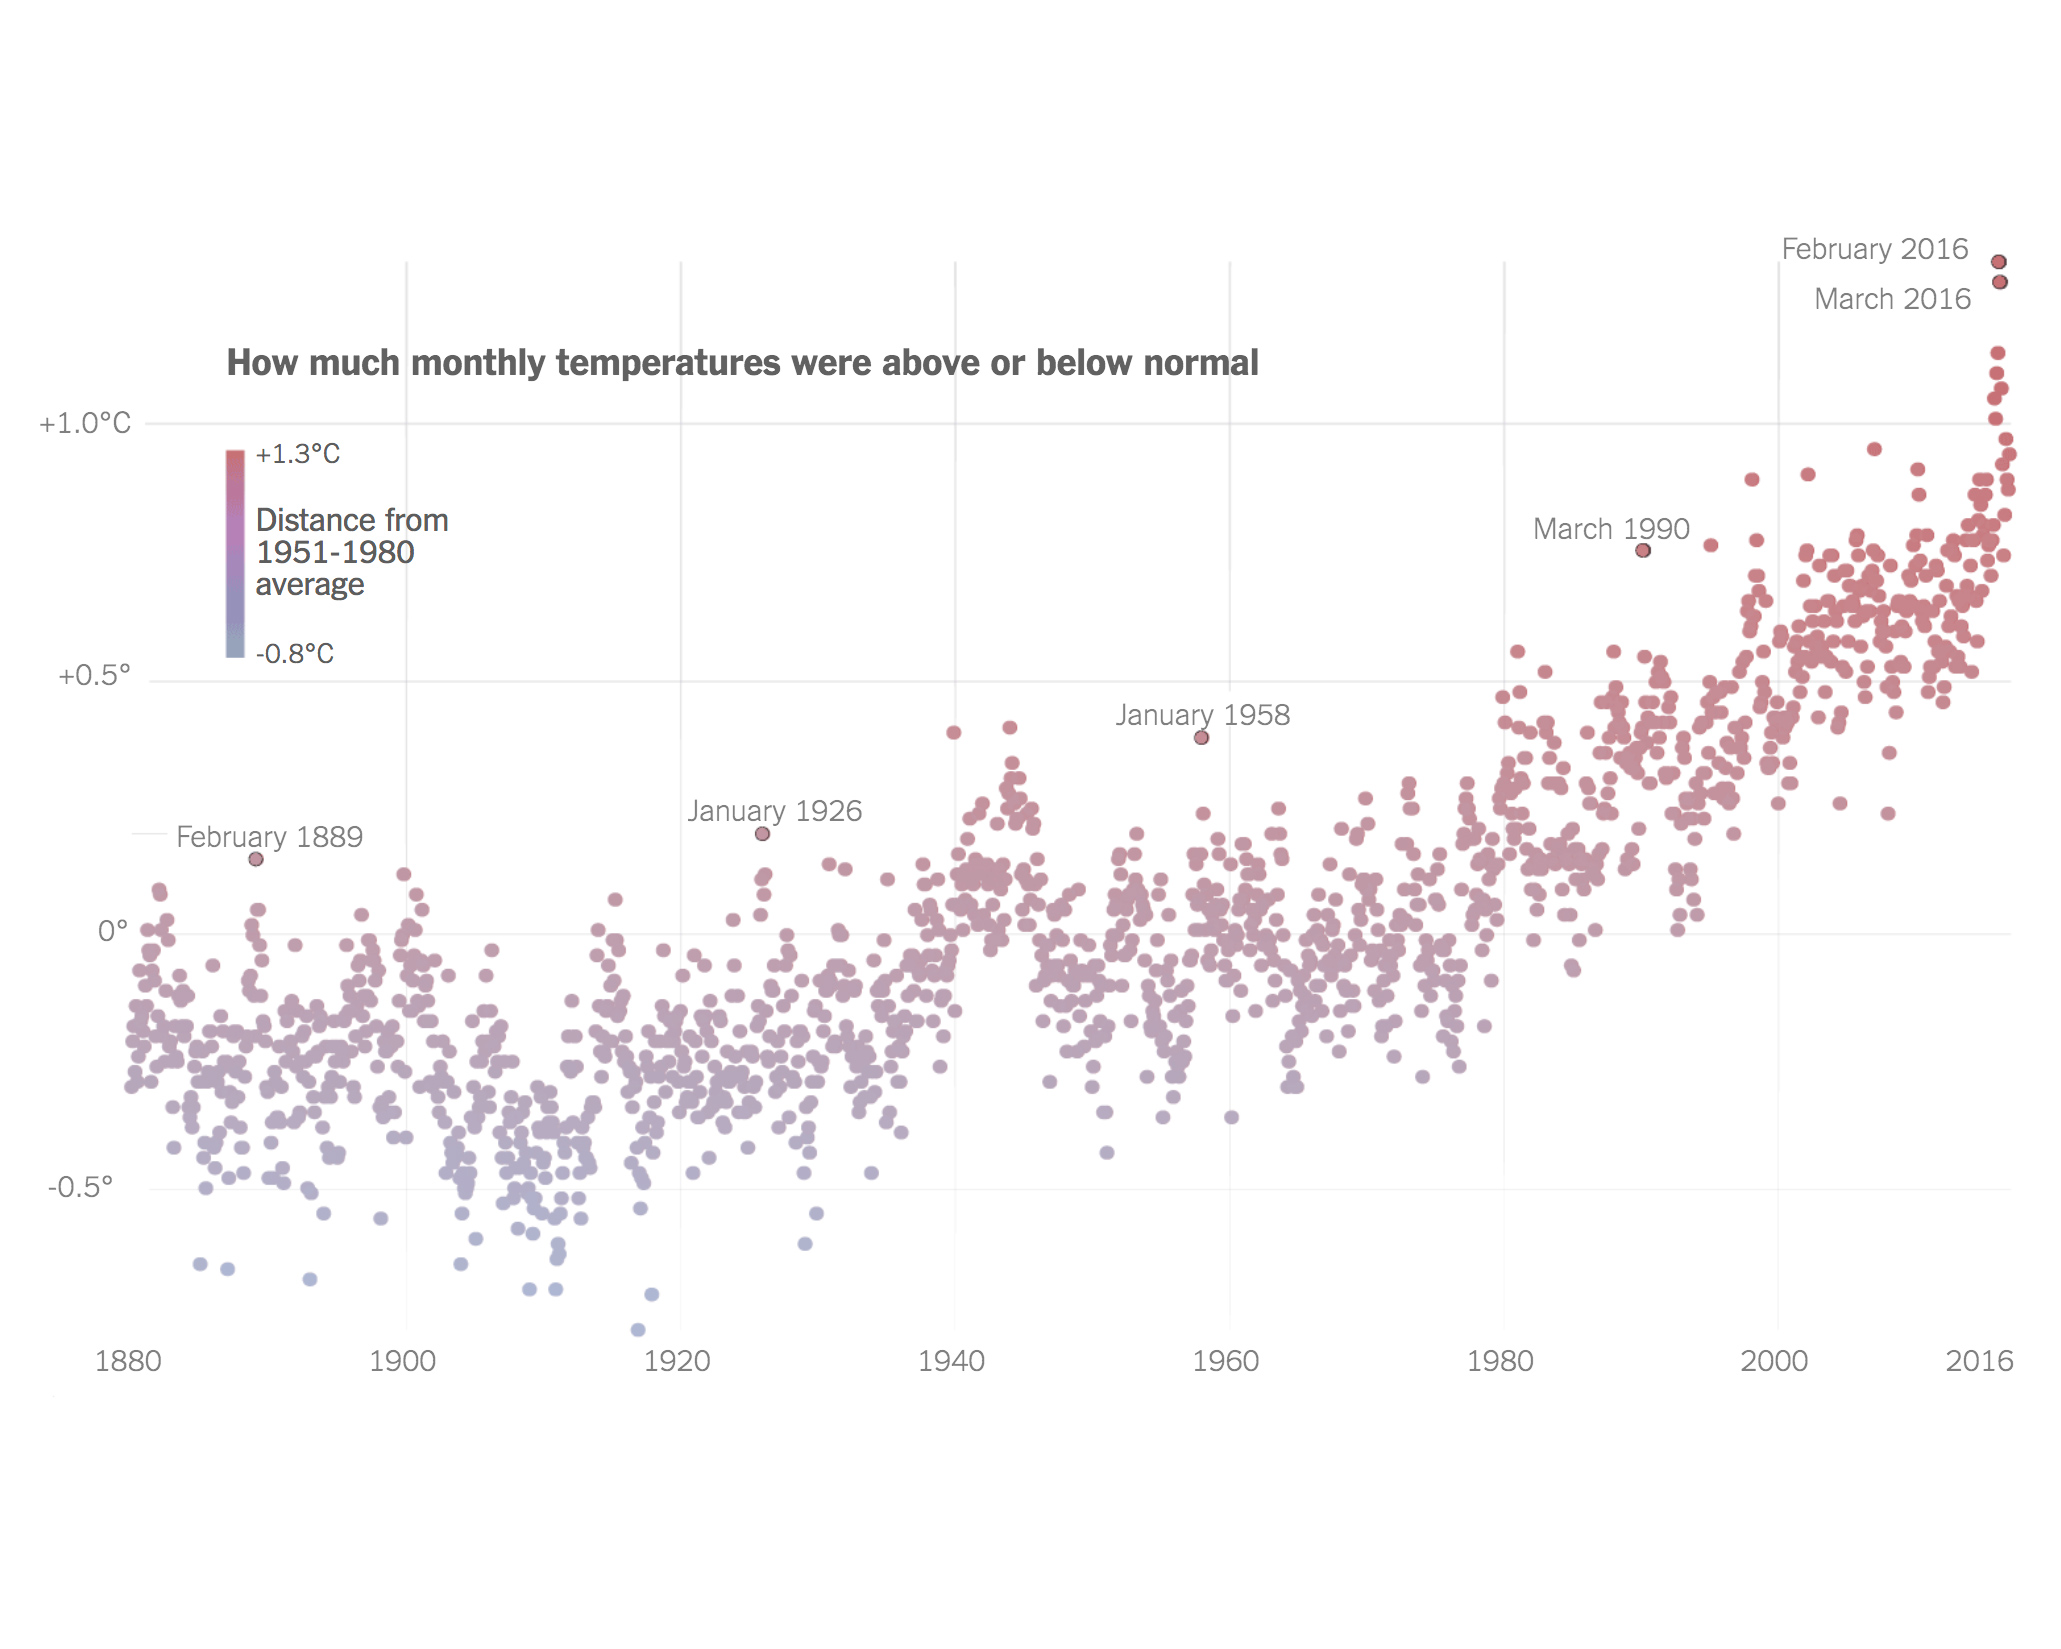 February 2016
March 2016
How much monthly temperatures were above or below normal
+1.0°C
+1.3°C
Distance from
1951-1980
average
-0.8°C
March 1990
+0.5°
January 1958
January 1926
February 1889
0°
-0.5°
1880 1900 1920 1940 1960 1980 2000 2016